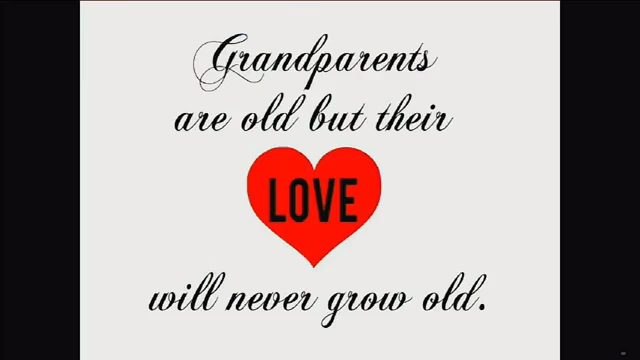 Grandparents
are old but their
LOVE
will never grow old.